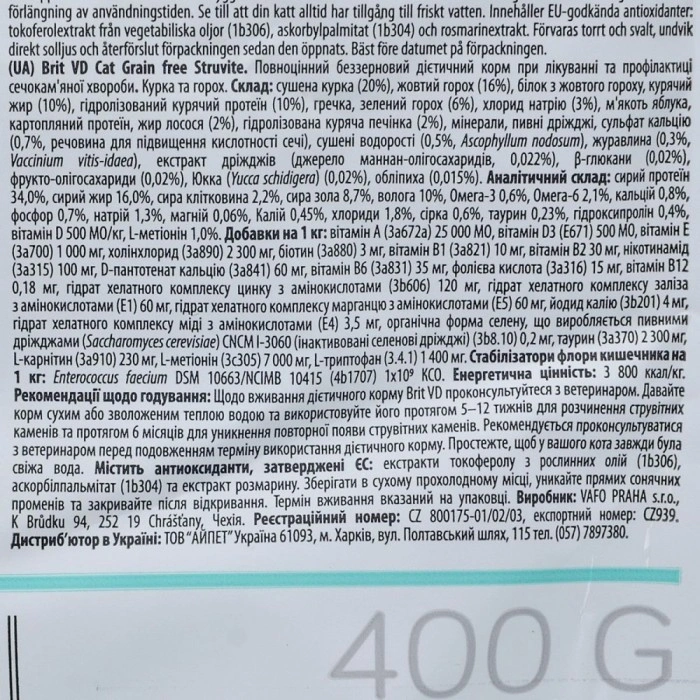 förlängning av användningstiden. Se till att din katt alltid har tillgång till friskt vatten. Innehåller EU-godkända antioxidanter:
tokoferolextrakt från vegetabiliska oljor (1b306), askorbylpalmitat (1b304) och rosmarinextrakt. Förvaras torrt och svalt, undvik
direkt solljus och återförslut förpackningen sedan den öppnats. Bäst före datumet på förpackningen.
(UA) Brit VD Cat Grain free Struvite. Повноцінний беззерновий дієтичний корм при лікуванні та профілактиці
сечокам'яної хвороби. Курка та горох. Склад: сушена курка (20%), жовтий горох (16%), білок з жовтого гороху, курячий
жир (10%), гідролізований курячий протеїн (10%), гречка, зелений горох (6%), хлорид натрію (3%), м'якоть яблука,
картопляний протеїн, жир лосося (2%), гідролізована куряча печінка (2%), мінерали, пивні дріжджі, сульфат кальцію
(0,7%, речовина для підвищення кислотності сечі), сушені водорості (0,5%, Ascophyllum nodosum), журавлина (0,3%,
Vaccinium vitis-idaea), екстракт дріжджів (джерело маннан-олігосахаридів, 0,022%), β-глюкани (0,02%),
фрукто-олігосахариди (0,02%), Юкка (Yucca schidigera) (0,02%), обліпиха (0,015%). Аналітичний склад: сирий протеїн
34,0%, сирий жир 16,0%, сира клітковина 2,2%, сира зола 8,7%, волога 10%, Омега-3 0,6%, Омега-6 2,1%, кальцій 0,8%,
фосфор 0,7%, натрій 1,3%, магній 0,06%, Калій 0,45%, хлориди 1,8%, сірка 0,6%, таурин 0,23%, гідроксипролін 0,4%,
вітамін D 500 МО/кг, L-метіонін 1,0%. Добавки на 1 кг: вітамін А (3а672а) 25 000 МО, вітамін D3 (Е671) 500 МО, вітамін Е
(3а700) 1 000 мг, холінхлорид (3а890) 2 300 мг, біотин (3а880) 3 мг, вітамін В1 (3а821) 10 мг, вітамін В2 30 мг, нікотинамід
(3а315) 100 мг, D-пантотенат кальцію (3а841) 60 мг, вітамін В6 (3а831) 35 мг, фолієва кислота (3а316) 15 мг, вітамін В12
0,18 мг, гідрат хелатного комплексу цинку з амінокислотами (3b606) 120 мг, гідрат хелатного комплексу заліза
з амінокислотами (Е1) 60 мг, гідрат хелатного комплексу марганцю з амінокислотами (Е5) 60 мг, йодид калію (3b201) 4 мг,
гідрат хелатного комплексу міді з амінокислотами (Е4) 3,5 мг, органічна форма селену, що виробляється пивними
дріжджами (Saccharomyces cerevisiae) CNCM I-3060 (інактивовані селенові дріжджі) (3b8.10) 0,2 мг, таурин (3а370) 2 300 мг,
L-карнітин (3а910) 230 мг, L-метіонін (3с305) 7 000 мг, L-триптофан (3.4.1) 1 400 мг. Стабілізатори флори кишечника на
1 кг: Enterococcus faecium DSM 10663/NCIMB 10415 (4b1707) 1x10⁹ КСО. Енергетична цінність: 3 800 ккал/кг.
Рекомендації щодо годування: Щодо вживання дієтичного корму Brit VD проконсультуйтеся з ветеринаром. Давайте
корм сухим або зволоженим теплою водою та використовуйте його протягом 5–12 тижнів для розчинення струвітних
каменів та протягом 6 місяців для уникнення повторної появи струвітних каменів. Рекомендується проконсультуватися
з ветеринаром перед подовженням терміну використання дієтичного корму. Простежте, щоб у вашого кота завжди була
свіжа вода. Містить антиоксиданти, затверджені ЄС: екстракти токоферолу з рослинних олій (1b306),
аскорбілпальмітат (1b304) та екстракт розмарину. Зберігати в сухому прохолодному місці, уникайте прямих сонячних
променів та закривайте після відкривання. Термін вживання вказаний на упаковці. Виробник: VAFO PRAHA s.r.o.,
K Brůdku 94, 252 19 Chrášťany, Чехія. Реєстраційний номер: CZ 800175-01/02/03, експортний номер: CZ939.
Дистриб'ютор в Україні: ТОВ "АЙПЕТ" Україна 61093, м. Харків, вул. Полтавський шлях, 115 тел. (057) 7897380.
400 G